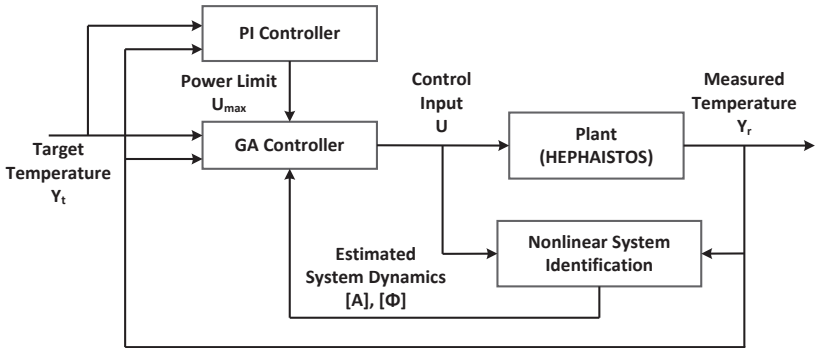 PI Controller
Power Limit
Umax
Control
Input
U
Measured
Temperature
Yr
Target
Temperature
Yt
GA Controller
Plant
(HEPHAISTOS)
Estimated
System Dynamics
[A], [Φ]
Nonlinear System
Identification